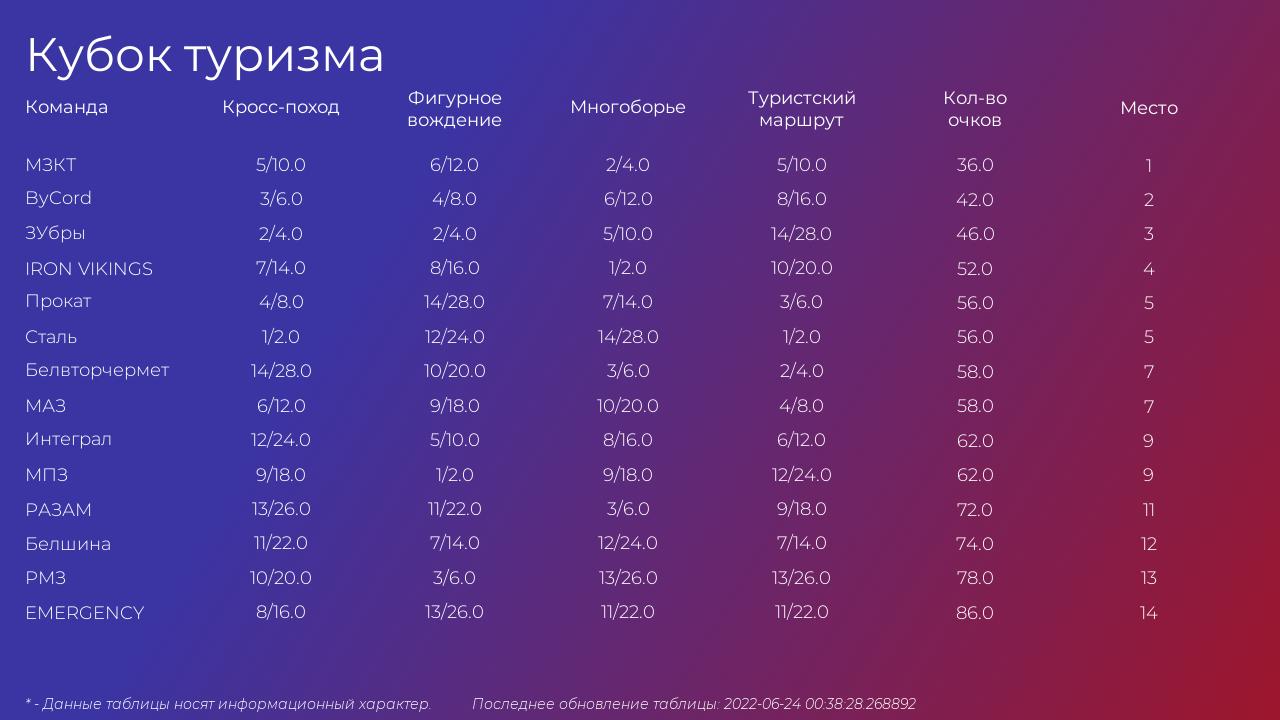 Кубок туризма
Команда Кросс-поход Фигурное вождение Многоборье Туристский маршрут Кол-во очков Место
МЗКТ 5/10.0 6/12.0 2/4.0 5/10.0 36.0 1
ByCord 3/6.0 4/8.0 6/12.0 8/16.0 42.0 2
ЗУбры 2/4.0 2/4.0 5/10.0 14/28.0 46.0 3
IRON VIKINGS 7/14.0 8/16.0 1/2.0 10/20.0 52.0 4
Прокат 4/8.0 14/28.0 7/14.0 3/6.0 56.0 5
Сталь 1/2.0 12/24.0 14/28.0 1/2.0 56.0 5
Белвторчермет 14/28.0 10/20.0 3/6.0 2/4.0 58.0 7
МАЗ 6/12.0 9/18.0 10/20.0 4/8.0 58.0 7
Интеграл 12/24.0 5/10.0 8/16.0 6/12.0 62.0 9
МПЗ 9/18.0 1/2.0 9/18.0 12/24.0 62.0 9
РАЗАМ 13/26.0 11/22.0 3/6.0 9/18.0 72.0 11
Белшина 11/22.0 7/14.0 12/24.0 7/14.0 74.0 12
РМЗ 10/20.0 3/6.0 13/26.0 13/26.0 78.0 13
EMERGENCY 8/16.0 13/26.0 11/22.0 11/22.0 86.0 14
* - Данные таблицы носят информационный характер. Последнее обновление таблицы: 2022-06-24 00:38:28.268892